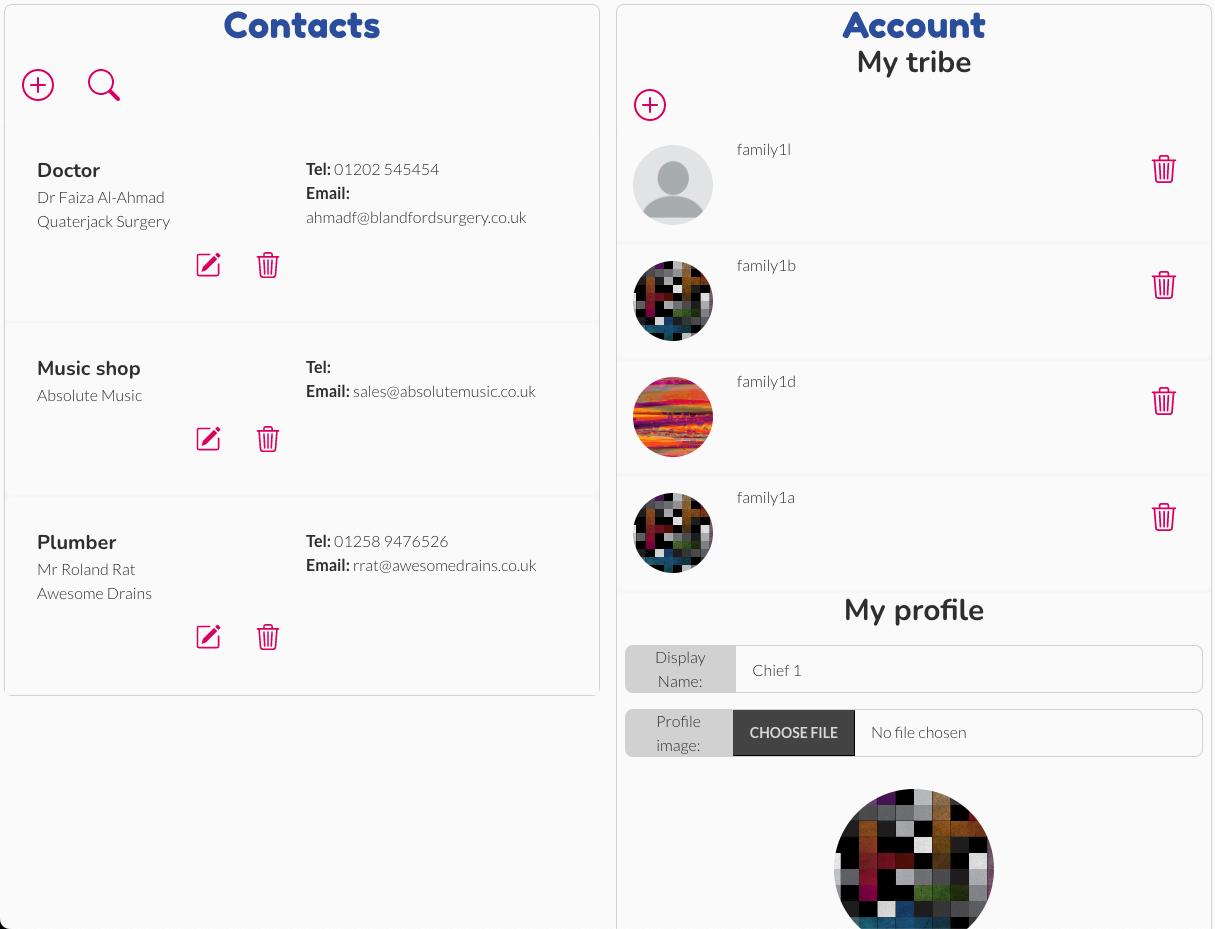 Contacts
Doctor
Dr Faiza Al-Ahmad
Quaterjack Surgery
Tel: 01202 545454
Email:
ahmadf@blandfordsurgery.co.uk
Music shop
Absolute Music
Tel:
Email: sales@absolutemusic.co.uk
Plumber
Mr Roland Rat
Awesome Drains
Tel: 01258 9476526
Email: rrat@awesomedrains.co.uk
Account
My tribe
family1l
family1b
family1d
family1a
My profile
Display
Name:
Chief 1
Profile
image:
CHOOSE FILE
No file chosen